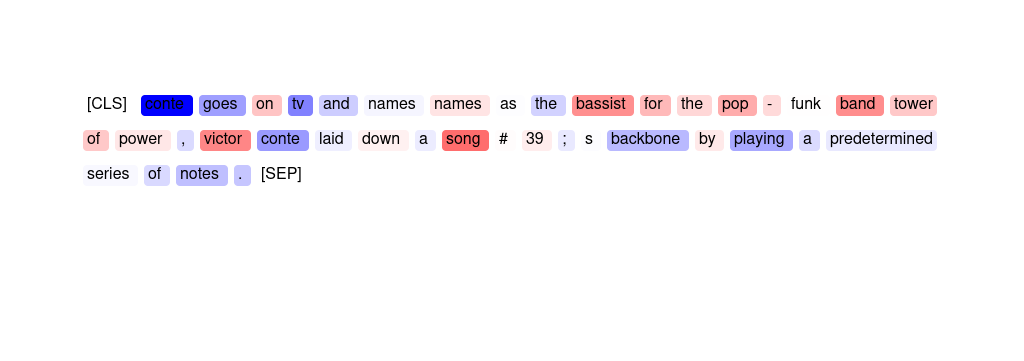 [CLS] conte goes on tv and names names as the bassist for the pop - funk band tower
of power , victor conte laid down a song # 39 ; s backbone by playing a predetermined
series of notes . [SEP]